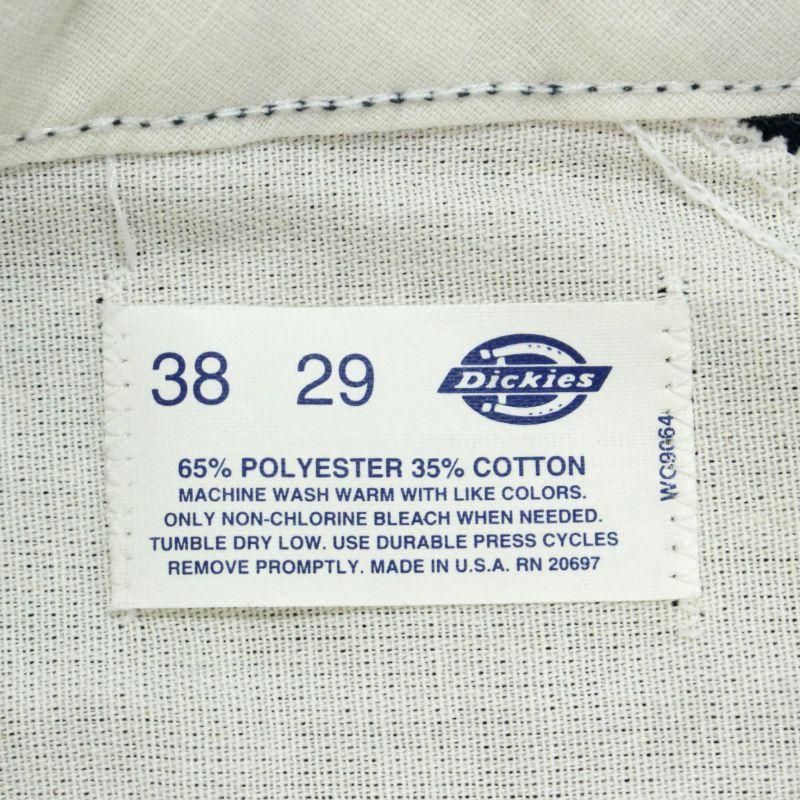 38 29 Dickies
65% POLYESTER 35% COTTON
MACHINE WASH WARM WITH LIKE COLORS.
ONLY NON-CHLORINE BLEACH WHEN NEEDED.
TUMBLE DRY LOW. USE DURABLE PRESS CYCLES
REMOVE PROMPTLY. MADE IN U.S.A. RN 20697